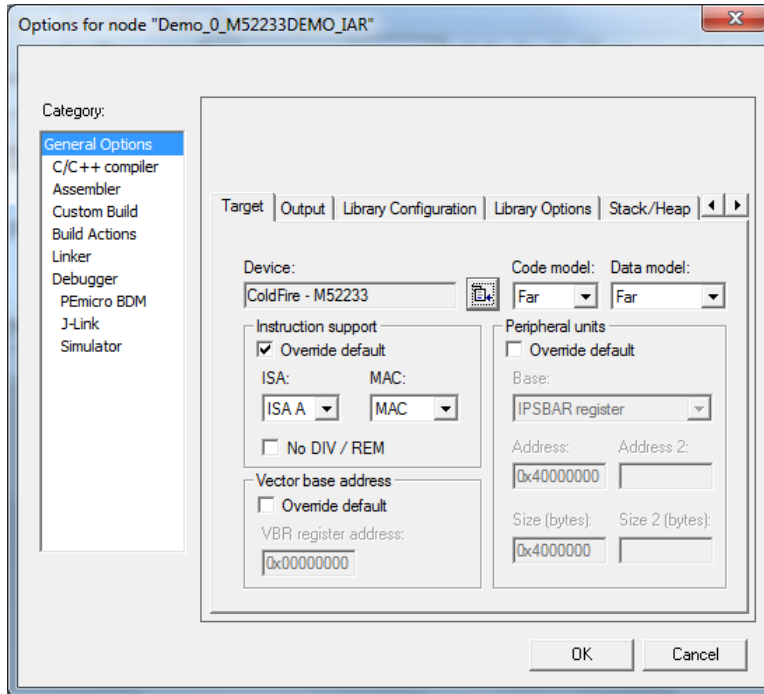 Options for node "Demo_0_M52233DEMO_IAR"
Category:
General Options
C/C++ compiler
Assembler
Custom Build
Build Actions
Linker
Debugger
PEmicro BDM
J-Link
Simulator
Target Output Library Configuration Library Options Stack/Heap
Device: Code model: Data model:
ColdFire - M52233 Far Far
Instruction support
Override default
ISA: MAC:
ISA A MAC
No DIV / REM
Vector base address
Override default
VBR register address:
0x00000000
Peripheral units
Override default
Base:
IPSBAR register
Address: Address 2:
0x40000000
Size (bytes): Size 2 (bytes):
0x4000000
OK Cancel